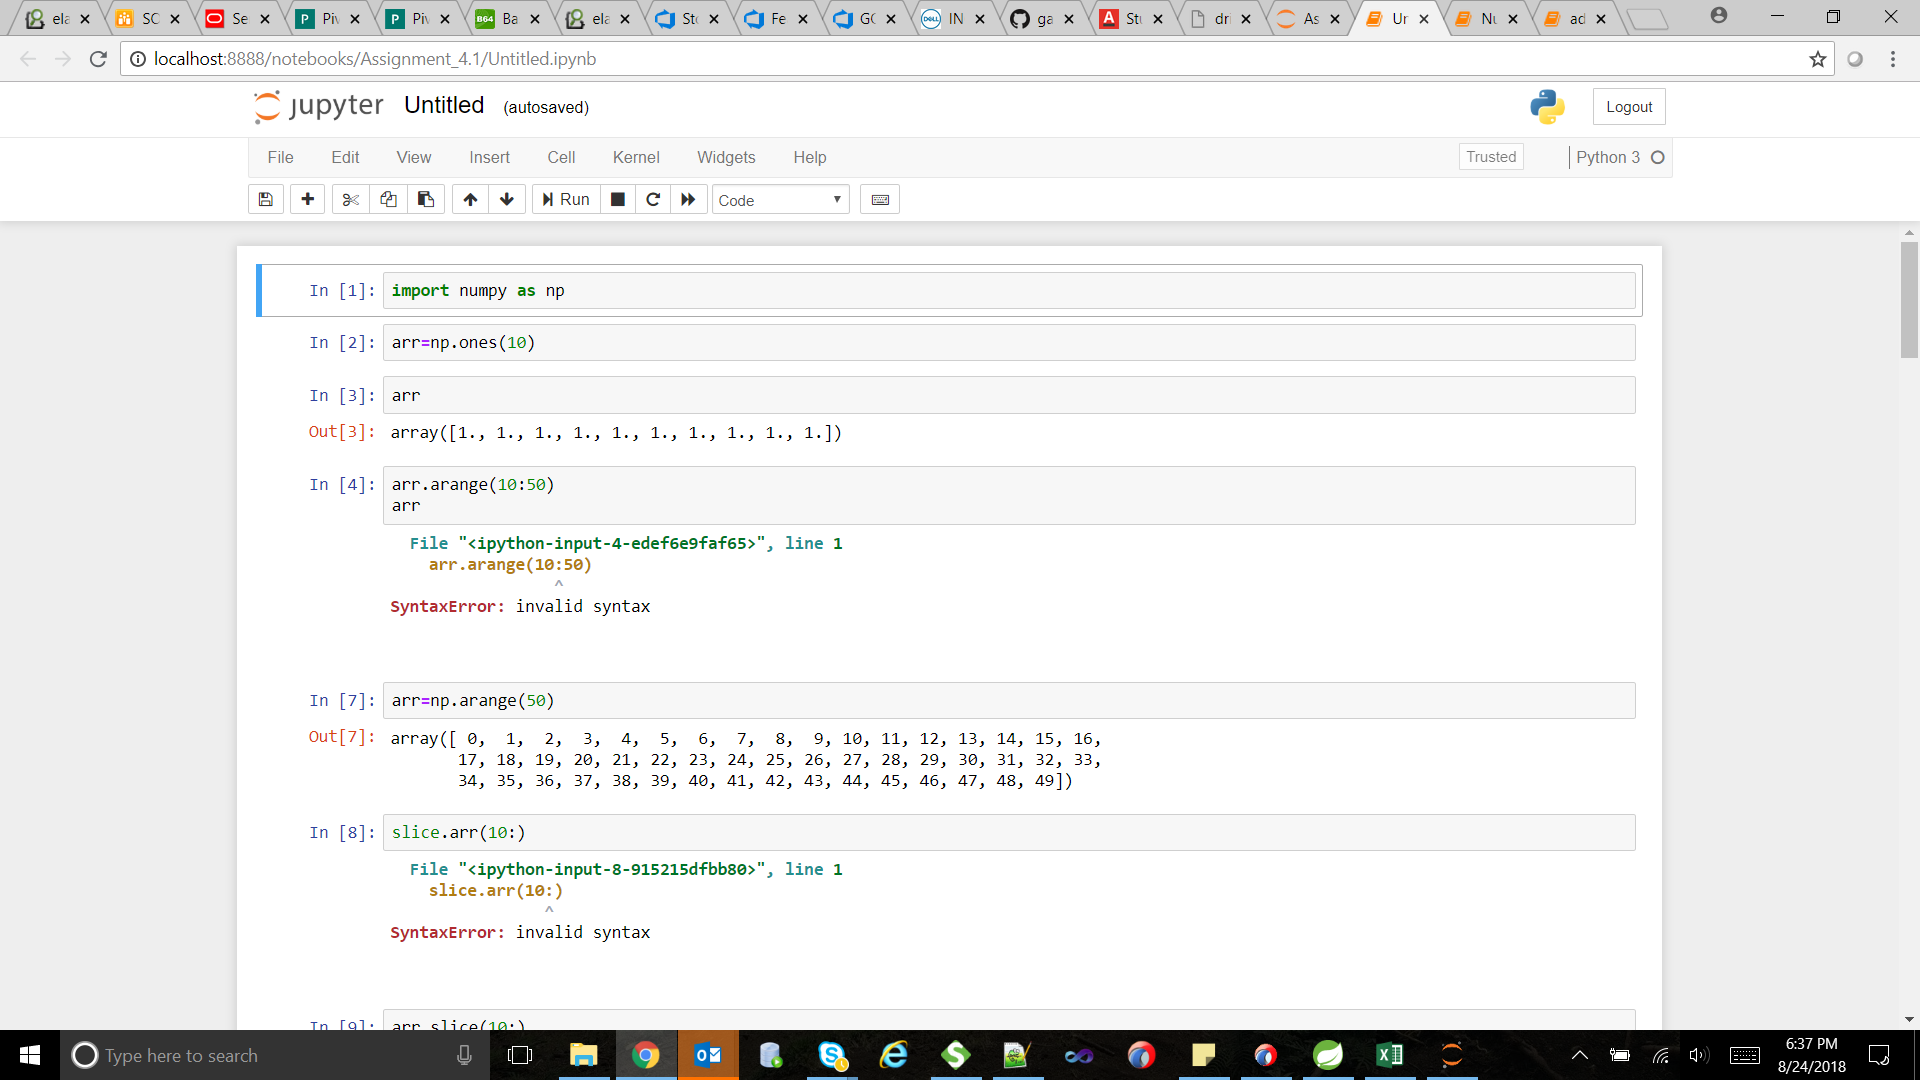 ela
SC
Se
Piv
Piv
B64 Ba
ela
Sto
Fe
GC
DELL IN
ga
A Stu
dri
As
Ur
Nu
ad
localhost:8888/notebooks/Assignment_4.1/Untitled.ipynb
jupyter Untitled (autosaved)
Logout
File Edit View Insert Cell Kernel Widgets Help
Trusted
Python 3
Run
Code
In [1]: import numpy as np
In [2]: arr=np.ones(10)
In [3]: arr
Out[3]: array([1., 1., 1., 1., 1., 1., 1., 1., 1., 1.])
In [4]: arr.arange(10:50)
arr
File "<ipython-input-4-edef6e9faf65>", line 1
arr.arange(10:50)
^
SyntaxError: invalid syntax
In [7]: arr=np.arange(50)
Out[7]: array([ 0, 1, 2, 3, 4, 5, 6, 7, 8, 9, 10, 11, 12, 13, 14, 15, 16,
17, 18, 19, 20, 21, 22, 23, 24, 25, 26, 27, 28, 29, 30, 31, 32, 33,
34, 35, 36, 37, 38, 39, 40, 41, 42, 43, 44, 45, 46, 47, 48, 49])
In [8]: slice.arr(10:)
File "<ipython-input-8-915215dfbb80>", line 1
slice.arr(10:)
^
SyntaxError: invalid syntax
In [9]: arr.slice(10:)
Type here to search
6:37 PM
8/24/2018